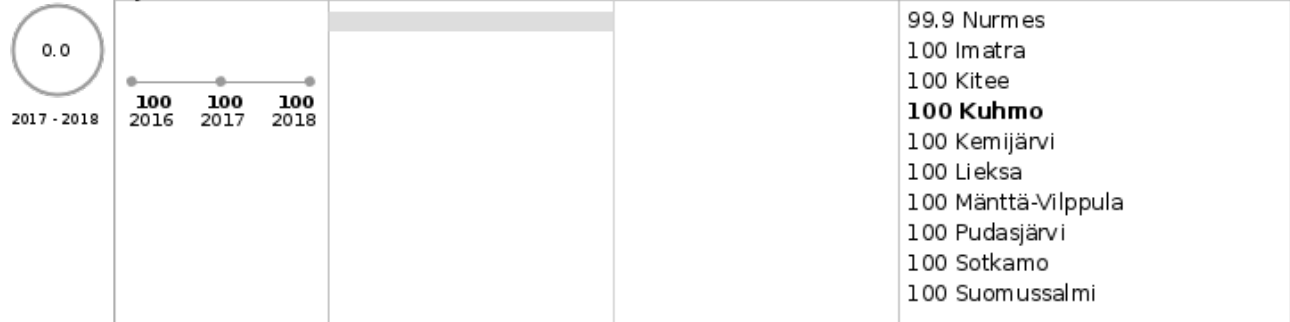 0.0
2017 - 2018
100 100 100
2016 2017 2018
99.9 Nurmes
100 Imatra
100 Kitee
100 Kuhmo
100 Kemijärvi
100 Lieksa
100 Mänttä-Vilppula
100 Pudasjärvi
100 Sotkamo
100 Suomussalmi